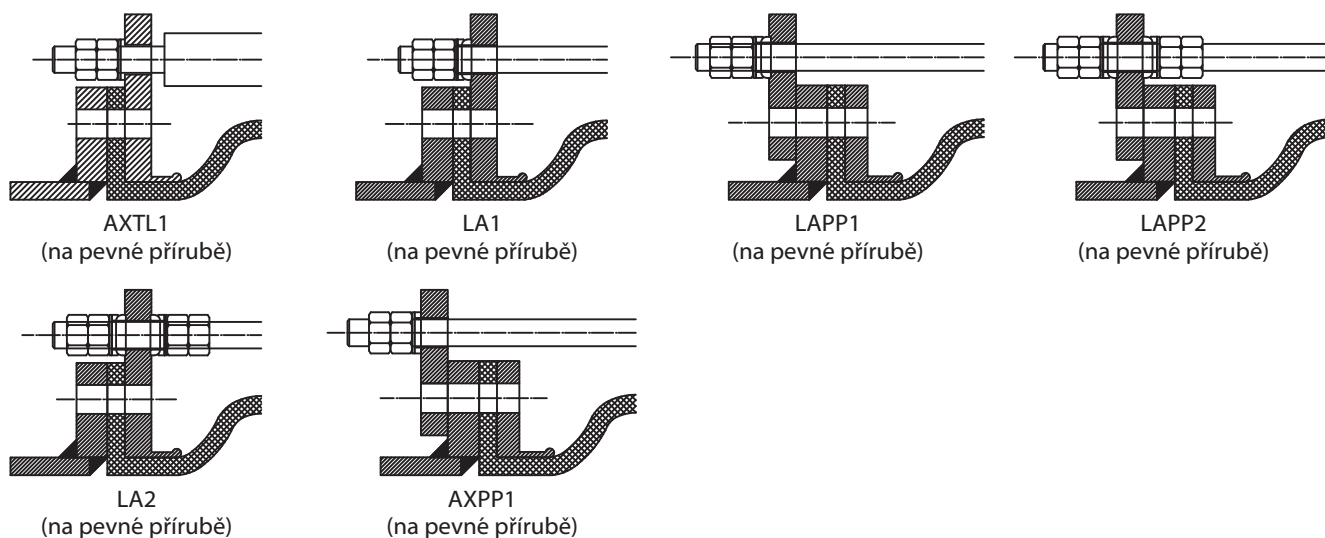 AXTL1
(na pevné přírubě)
LA1
(na pevné přírubě)
LAPP1
(na pevné přírubě)
LAPP2
(na pevné přírubě)
LA2
(na pevné přírubě)
AXPP1
(na pevné přírubě)